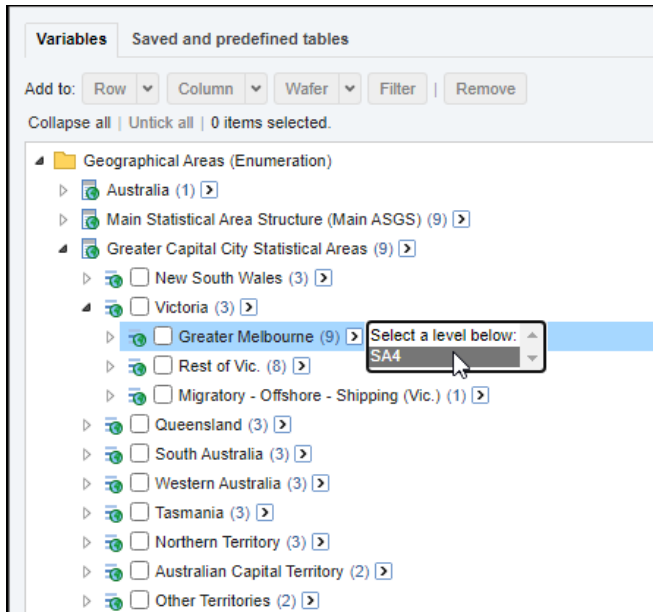 Variables Saved and predefined tables
Add to: Row Column Wafer Filter | Remove
Collapse all | Untick all | 0 items selected.
Geographical Areas (Enumeration)
Australia (1)
Main Statistical Area Structure (Main ASGS) (9)
Greater Capital City Statistical Areas (9)
New South Wales (3)
Victoria (3)
Greater Melbourne (9) Select a level below:
SA4
Rest of Vic. (8)
Migratory - Offshore - Shipping (Vic.) (1)
Queensland (3)
South Australia (3)
Western Australia (3)
Tasmania (3)
Northern Territory (3)
Australian Capital Territory (2)
Other Territories (2)